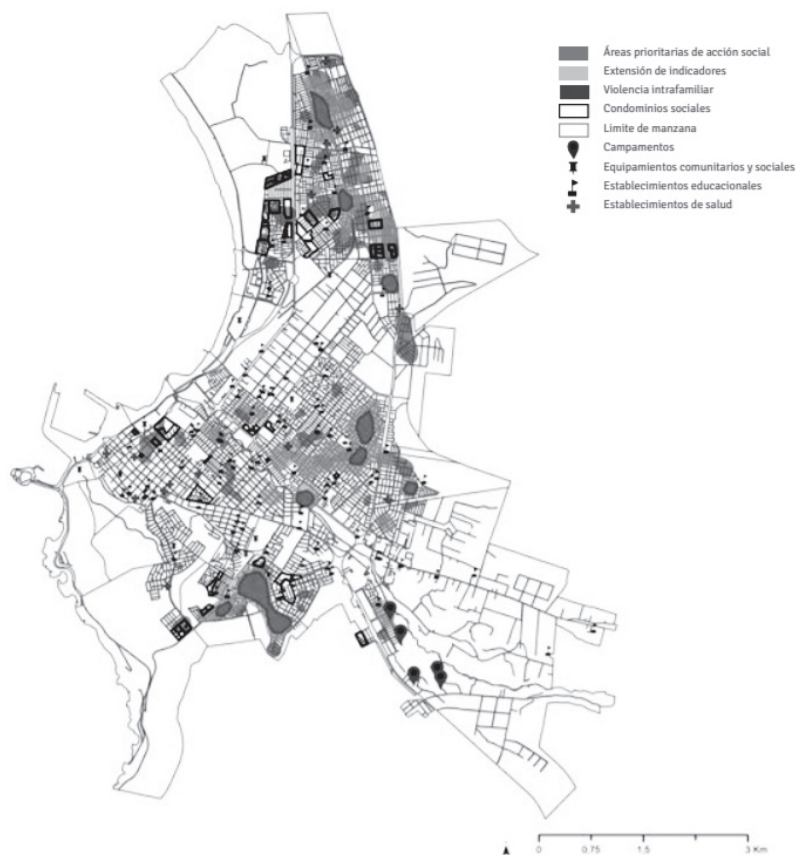 Áreas prioritarias de acción social
Extensión de indicadores
Violencia intrafamiliar
Condominios sociales
Limite de manzana
Campamentos
Equipamientos comunitarios y sociales
Establecimientos educacionales
Establecimientos de salud
0 0,75 1,5 3 Km